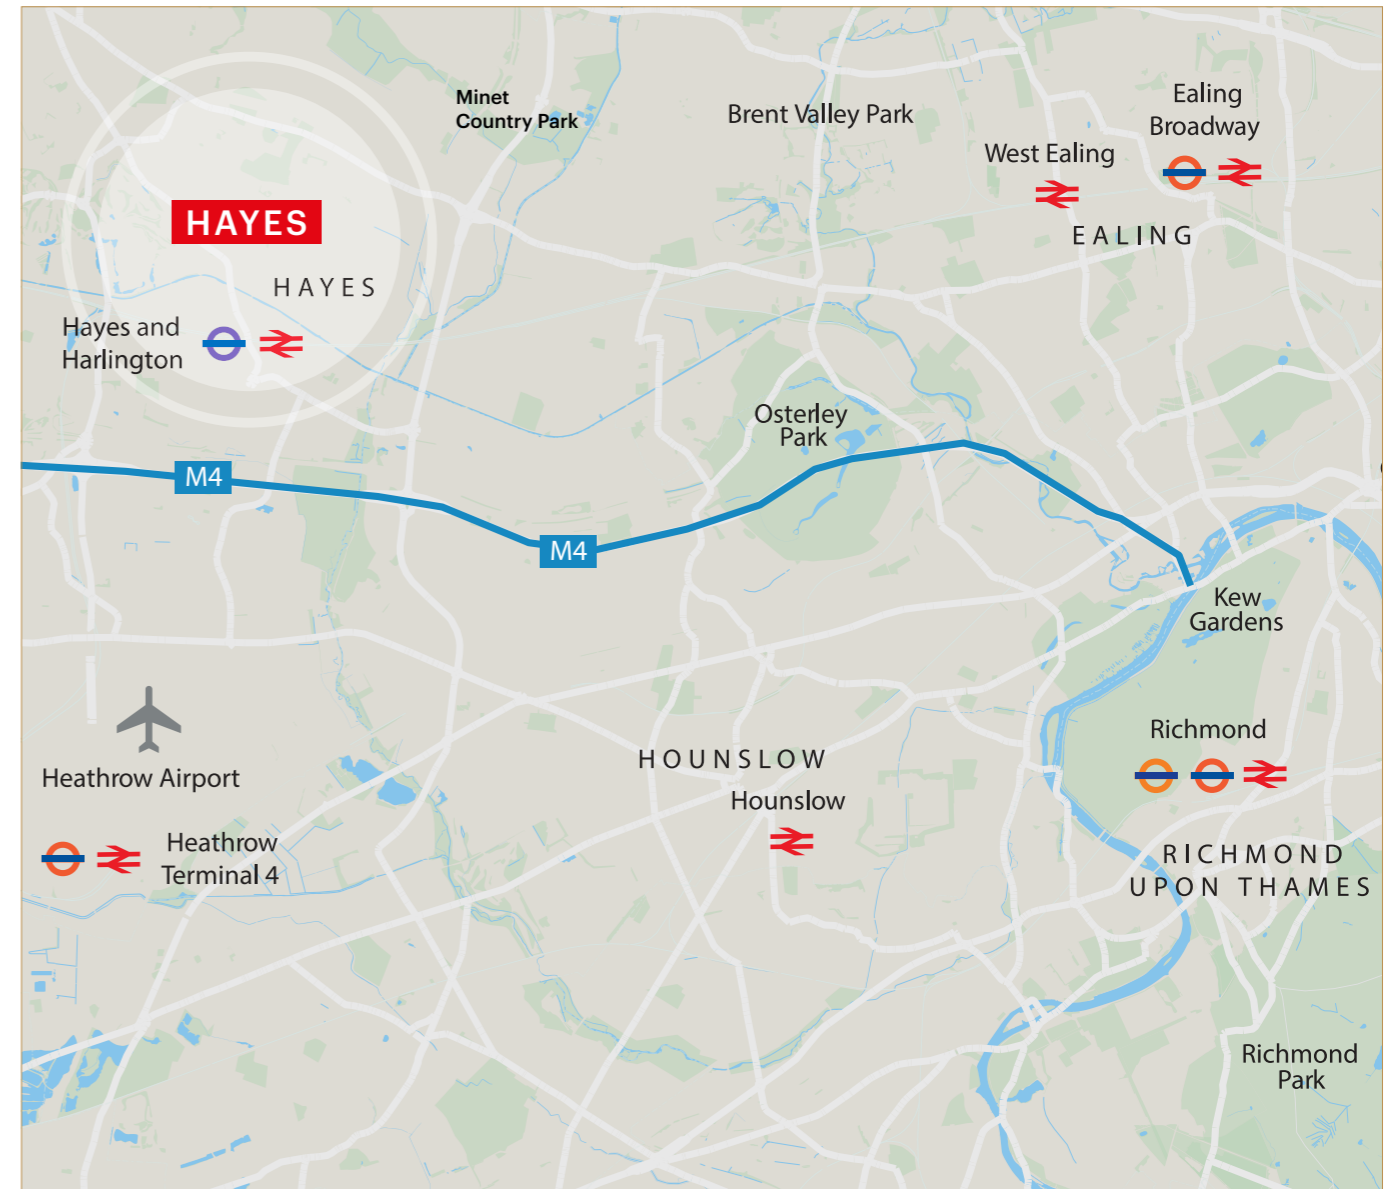 Minet
Country Park
Brent Valley Park
Ealing
Broadway
West Ealing
EALING
HAYES
HAYES
Hayes and
Harlington
Osterley
Park
M4
M4
Kew
Gardens
Heathrow Airport
Heathrow
Terminal 4
HOUNSLOW
Hounslow
Richmond
RICHMOND
UPON THAMES
Richmond
Park